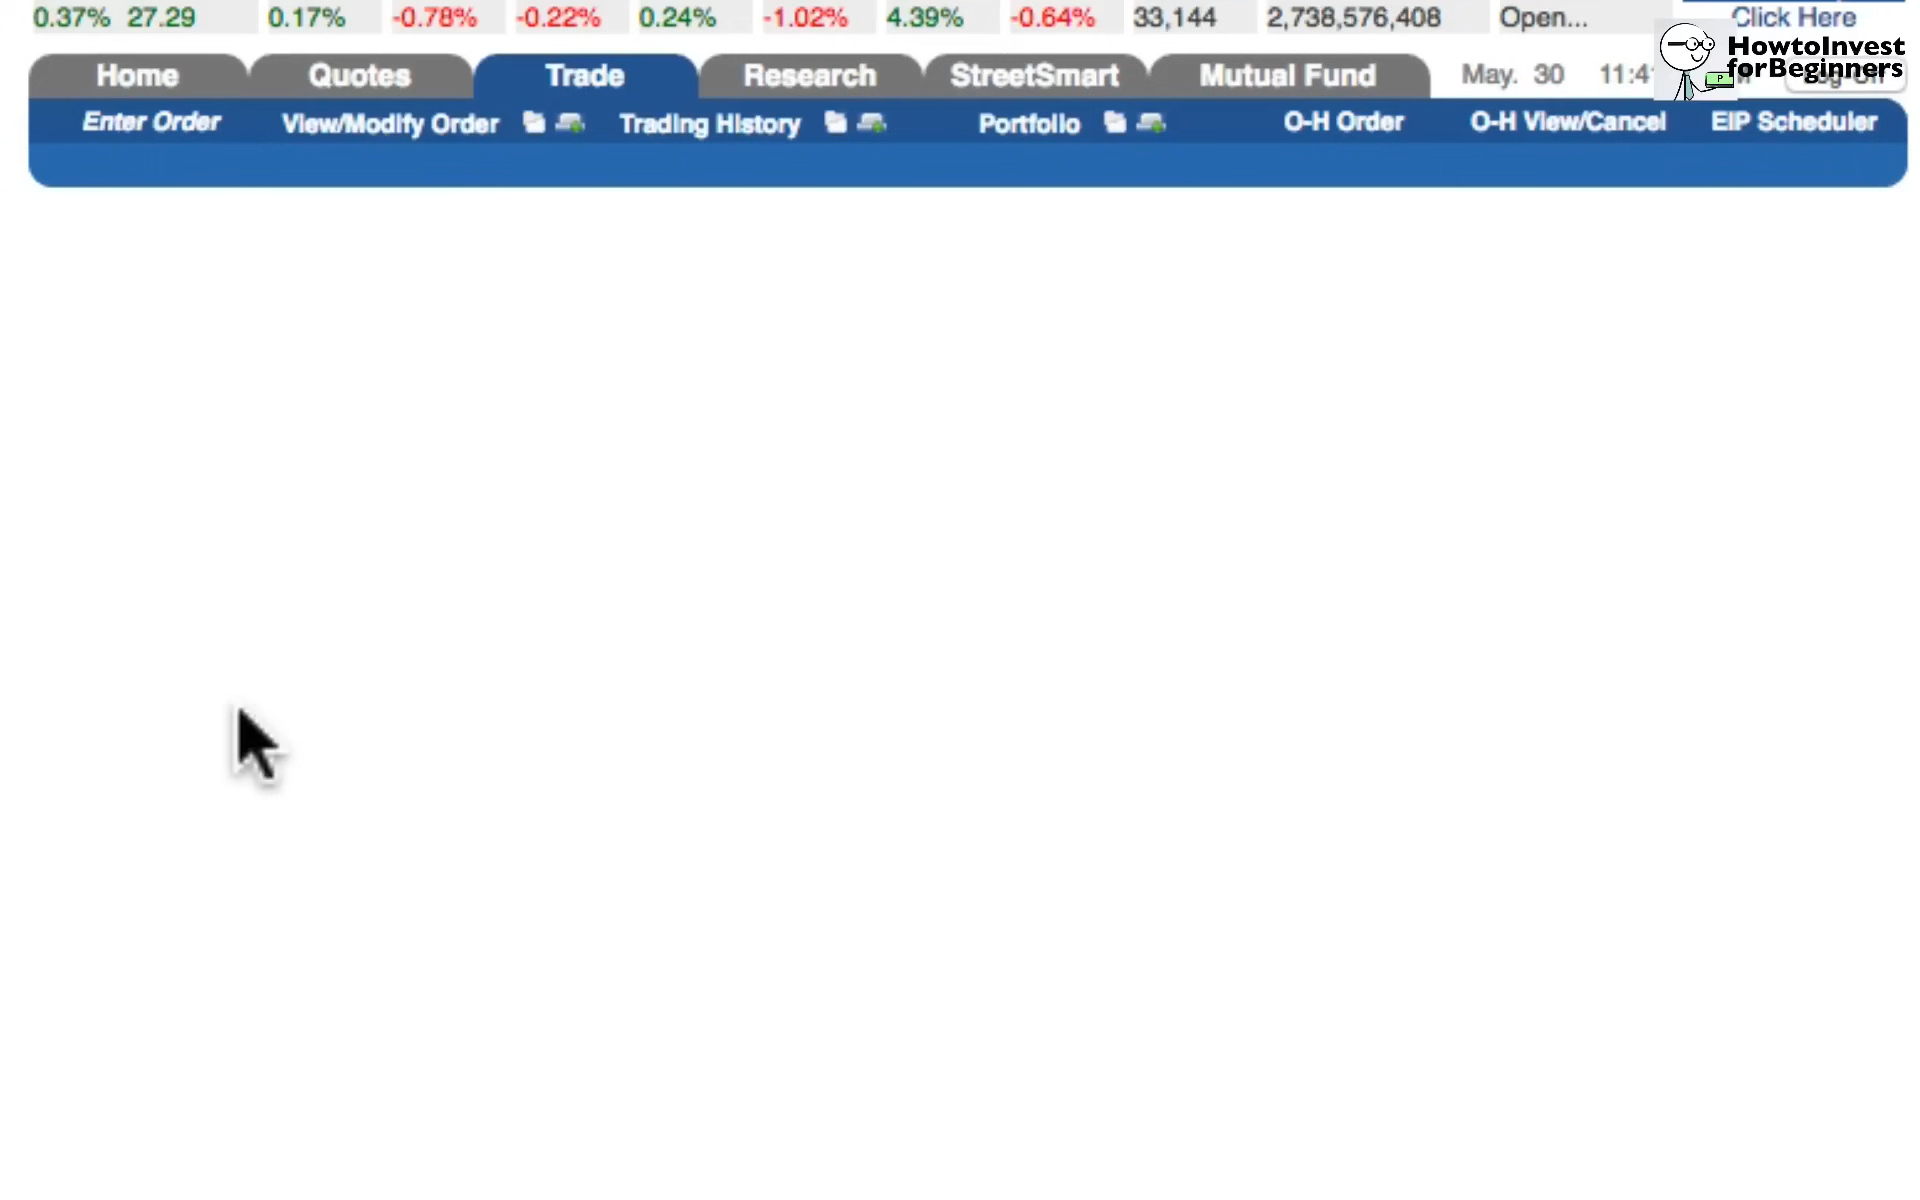 0.37% 27.29 0.17% -0.78% -0.22% 0.24% -1.02% 4.39% -0.64% 33,144 2,738,576,408 Open... Click Here
Home Quotes Trade Research StreetSmart Mutual Fund May. 30
HowtoInvest
forBeginners
Enter Order View/Modify Order Trading History Portfolio O-H Order O-H View/Cancel EIP Scheduler